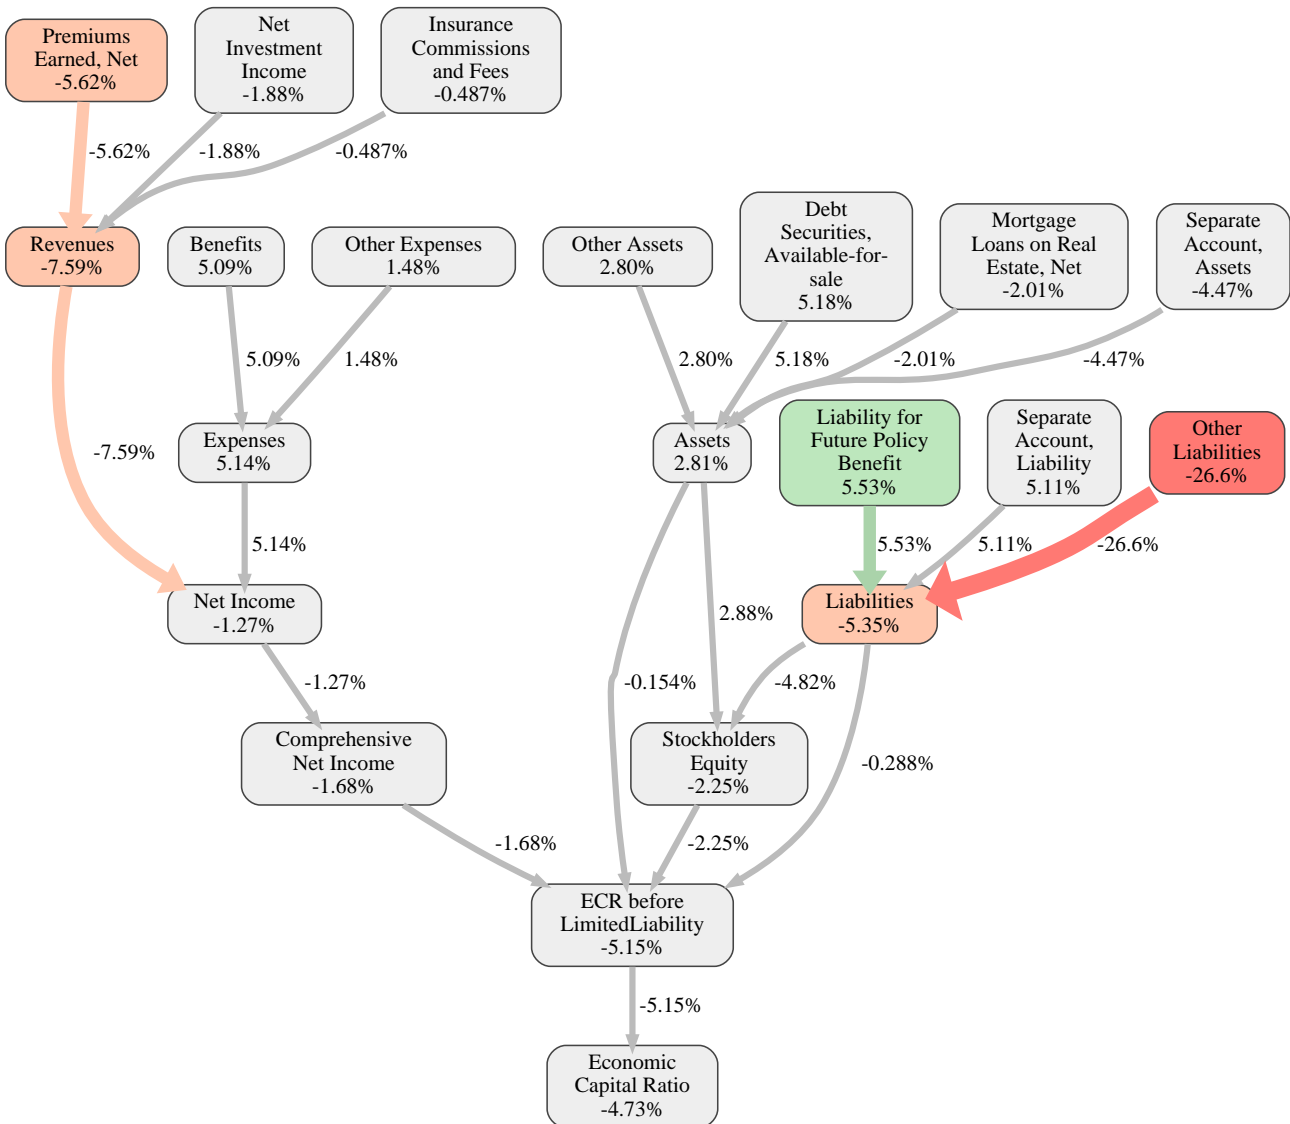 Premiums
Earned, Net
-5.62%
Net
Investment
Income
-1.88%
Insurance
Commissions
and Fees
-0.487%
-5.62%
-1.88%
-0.487%
Revenues
-7.59%
Benefits
5.09%
Other Expenses
1.48%
Other Assets
2.80%
Debt
Securities,
Available-for-
sale
5.18%
Mortgage
Loans on Real
Estate, Net
-2.01%
Separate
Account,
Assets
-4.47%
5.09%
1.48%
2.80%
5.18%
-2.01%
-4.47%
-7.59%
Expenses
5.14%
Assets
2.81%
Liability for
Future Policy
Benefit
5.53%
Separate
Account,
Liability
5.11%
Other
Liabilities
-26.6%
5.14%
5.53%
5.11%
-26.6%
Net Income
-1.27%
2.88%
Liabilities
-5.35%
-1.27%
-0.154%
-4.82%
Comprehensive
Net Income
-1.68%
Stockholders
Equity
-2.25%
-0.288%
-1.68%
-2.25%
ECR before
LimitedLiability
-5.15%
-5.15%
Economic
Capital Ratio
-4.73%